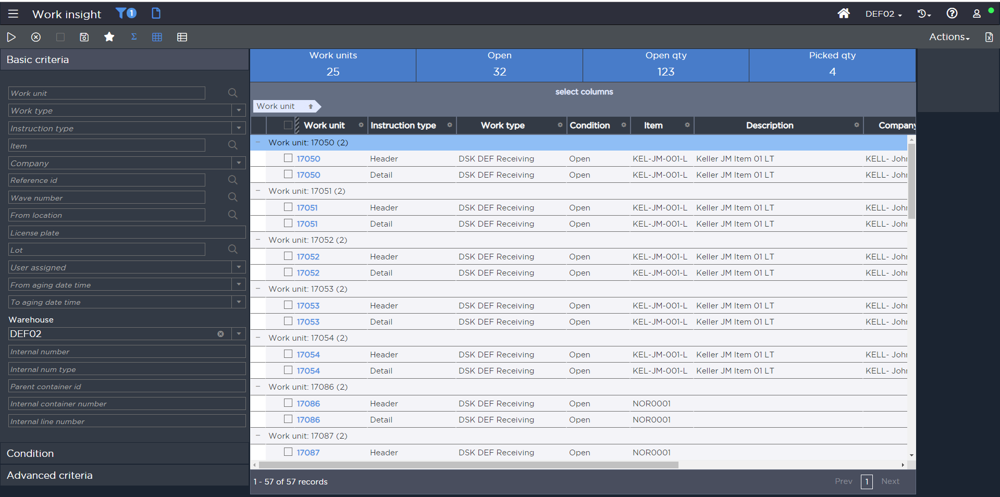 Work insight 1 DEF02
Actions
Basic criteria
Work unit
Work type
Instruction type
Item
Company
Reference id
Wave number
From location
License plate
Lot
User assigned
From aging date time
To aging date time
Warehouse
DEF02
Internal number
Internal num type
Parent container id
Internal container number
Internal line number
Condition
Advanced criteria
Work units Open Open qty Picked qty
25 32 123 4
select columns
Work unit
Work unit Instruction type Work type Condition Item Description Company
Work unit: 17050 (2)
17050 Header DSK DEF Receiving Open KEL-JM-001-L Keller JM Item 01 LT KELL- John
17050 Detail DSK DEF Receiving Open KEL-JM-001-L Keller JM Item 01 LT KELL- John
Work unit: 17051 (2)
17051 Header DSK DEF Receiving Open KEL-JM-001-L Keller JM Item 01 LT KELL- John
17051 Detail DSK DEF Receiving Open KEL-JM-001-L Keller JM Item 01 LT KELL- John
Work unit: 17052 (2)
17052 Header DSK DEF Receiving Open KEL-JM-001-L Keller JM Item 01 LT KELL- John
17052 Detail DSK DEF Receiving Open KEL-JM-001-L Keller JM Item 01 LT KELL- John
Work unit: 17053 (2)
17053 Header DSK DEF Receiving Open KEL-JM-001-L Keller JM Item 01 LT KELL- John
17053 Detail DSK DEF Receiving Open KEL-JM-001-L Keller JM Item 01 LT KELL- John
Work unit: 17054 (2)
17054 Header DSK DEF Receiving Open KEL-JM-001-L Keller JM Item 01 LT KELL- John
17054 Detail DSK DEF Receiving Open KEL-JM-001-L Keller JM Item 01 LT KELL- John
Work unit: 17086 (2)
17086 Header DSK DEF Receiving Open NOR0001
17086 Detail DSK DEF Receiving Open NOR0001
Work unit: 17087 (2)
17087 Header DSK DEF Receiving Open NOR0001
1 - 57 of 57 records Prev 1 Next